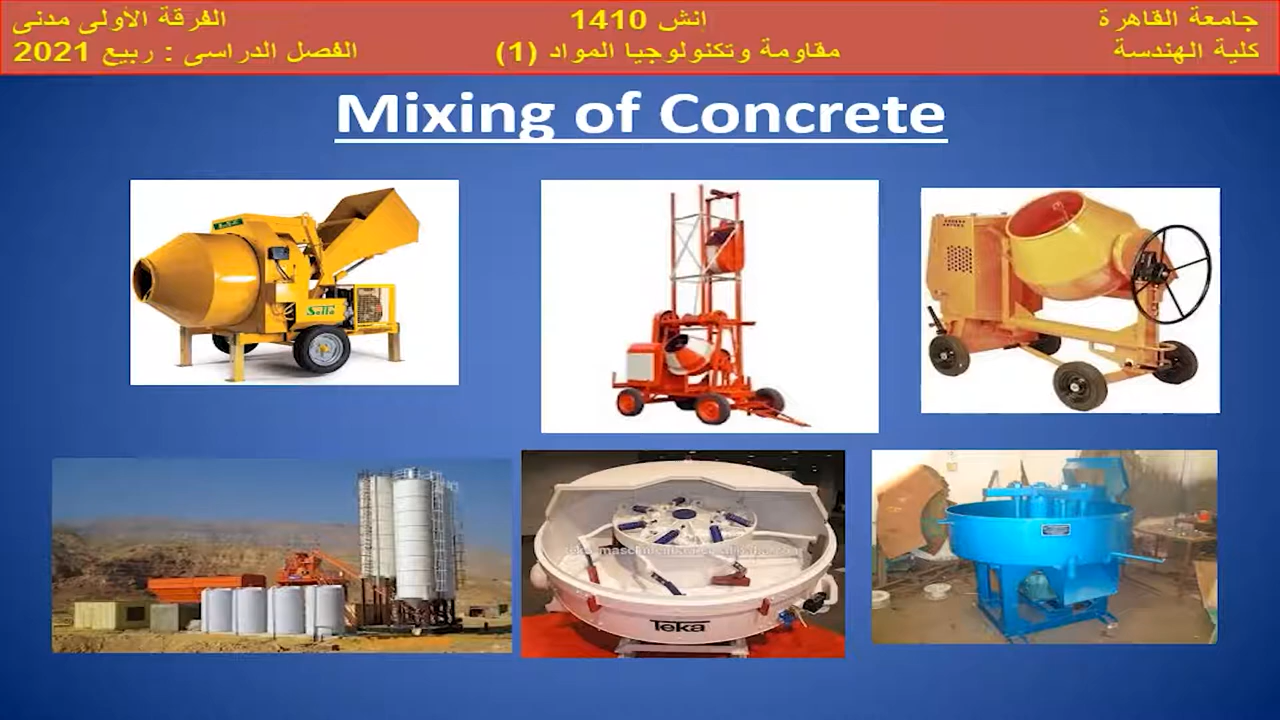 جامعة القاهرة
كلية الهندسة
انش 1410
مقاومة وتكنولوجيا المواد (1)
الفرقة الأولى مدنى
الفصل الدراسى : ربيع 2021
Mixing of Concrete
Teka